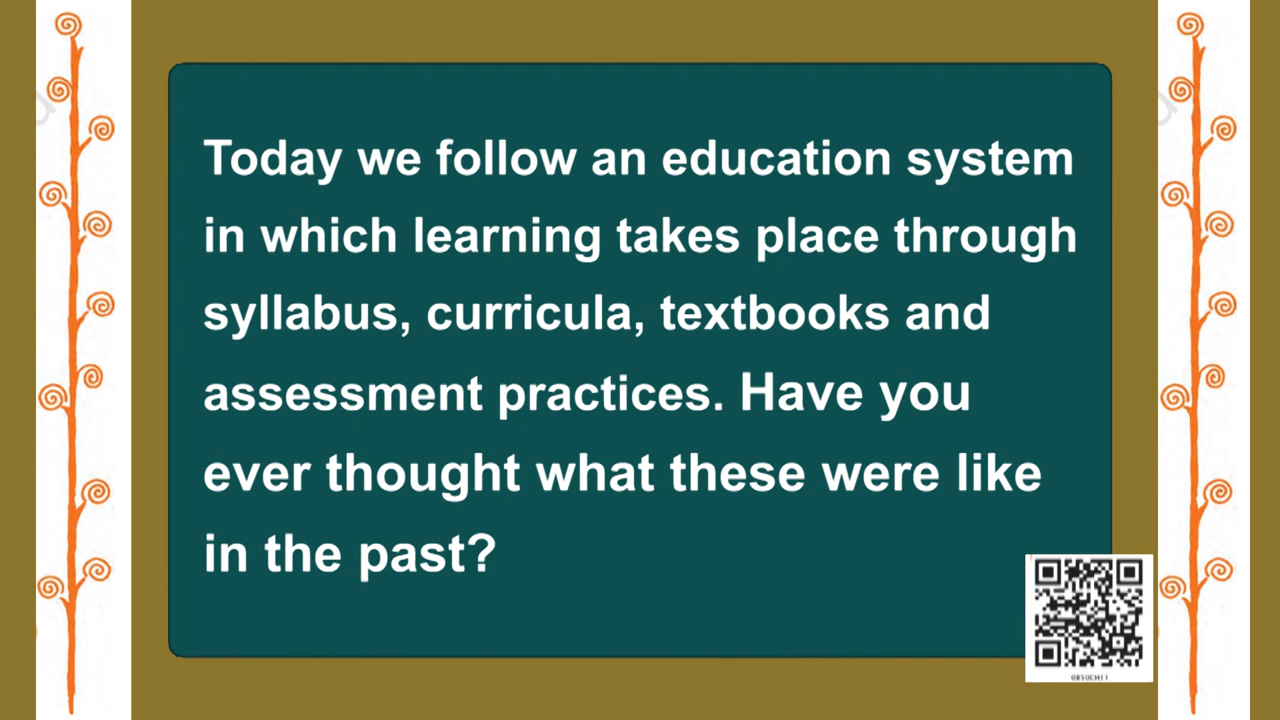 Today we follow an education system
in which learning takes place through
syllabus, curricula, textbooks and
assessment practices. Have you
ever thought what these were like
in the past?